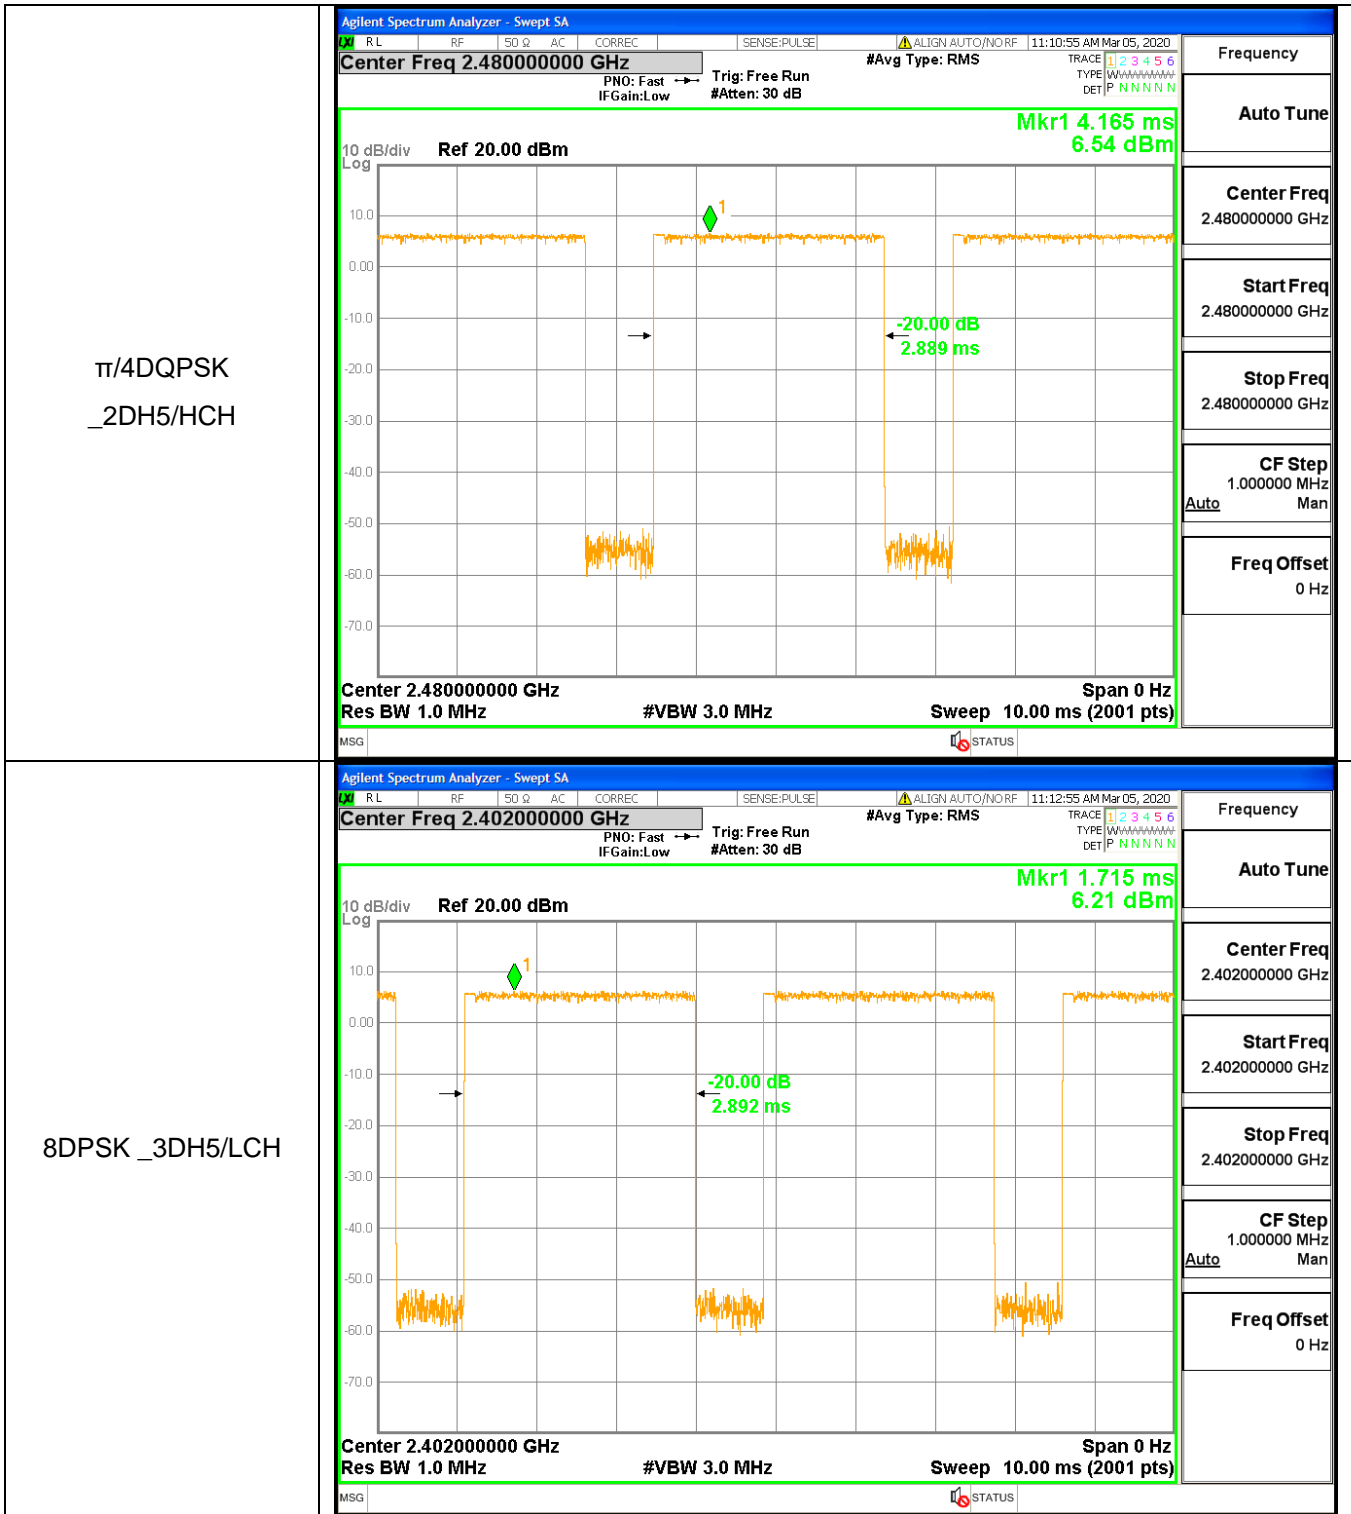 π/4DQPSK
_2DH5/HCH
Agilent Spectrum Analyzer - Swept SA
LXI RL RF 50 Ω AC CORREC SENSE:PULSE ALIGN AUTO/NORF 11:10:55 AM Mar 05, 2020
Center Freq 2.480000000 GHz
PNO: Fast
IFGain:Low
Trig: Free Run
#Atten: 30 dB
#Avg Type: RMS
TRACE 1 2 3 4 5 6
TYPE
DET P N N N N N
Mkr1 4.165 ms
6.54 dBm
10 dB/div
Log
Ref 20.00 dBm
1
10.0
0.00
-10.0
-20.0
-30.0
-40.0
-50.0
-60.0
-70.0
-20.00 dB
2.889 ms
Center 2.480000000 GHz Span 0 Hz
Res BW 1.0 MHz #VBW 3.0 MHz Sweep 10.00 ms (2001 pts)
MSG STATUS
Frequency
Auto Tune
Center Freq
2.480000000 GHz
Start Freq
2.480000000 GHz
Stop Freq
2.480000000 GHz
CF Step
1.000000 MHz
Auto Man
Freq Offset
0 Hz
8DPSK _3DH5/LCH
Agilent Spectrum Analyzer - Swept SA
LXI RL RF 50 Ω AC CORREC SENSE:PULSE ALIGN AUTO/NORF 11:12:55 AM Mar 05, 2020
Center Freq 2.402000000 GHz
PNO: Fast
IFGain:Low
Trig: Free Run
#Atten: 30 dB
#Avg Type: RMS
TRACE 1 2 3 4 5 6
TYPE
DET P N N N N N
Mkr1 1.715 ms
6.21 dBm
10 dB/div
Log
Ref 20.00 dBm
1
10.0
0.00
-10.0
-20.0
-30.0
-40.0
-50.0
-60.0
-70.0
-20.00 dB
2.892 ms
Center 2.402000000 GHz Span 0 Hz
Res BW 1.0 MHz #VBW 3.0 MHz Sweep 10.00 ms (2001 pts)
MSG STATUS
Frequency
Auto Tune
Center Freq
2.402000000 GHz
Start Freq
2.402000000 GHz
Stop Freq
2.402000000 GHz
CF Step
1.000000 MHz
Auto Man
Freq Offset
0 Hz